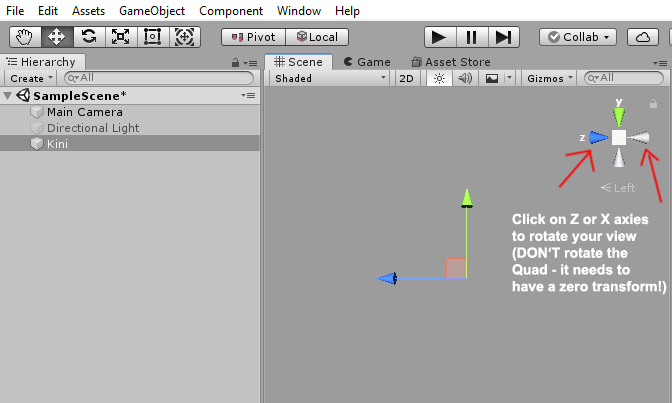 File Edit Assets GameObject Component Window Help
Pivot Local Collab
Hierarchy Scene Game Asset Store
Create All Shaded 2D Gizmos All
SampleScene*
Main Camera
Directional Light
Kini
y
z
Left
Click on Z or X axies
to rotate your view
(DON'T rotate the
Quad - it needs to
have a zero transform!)